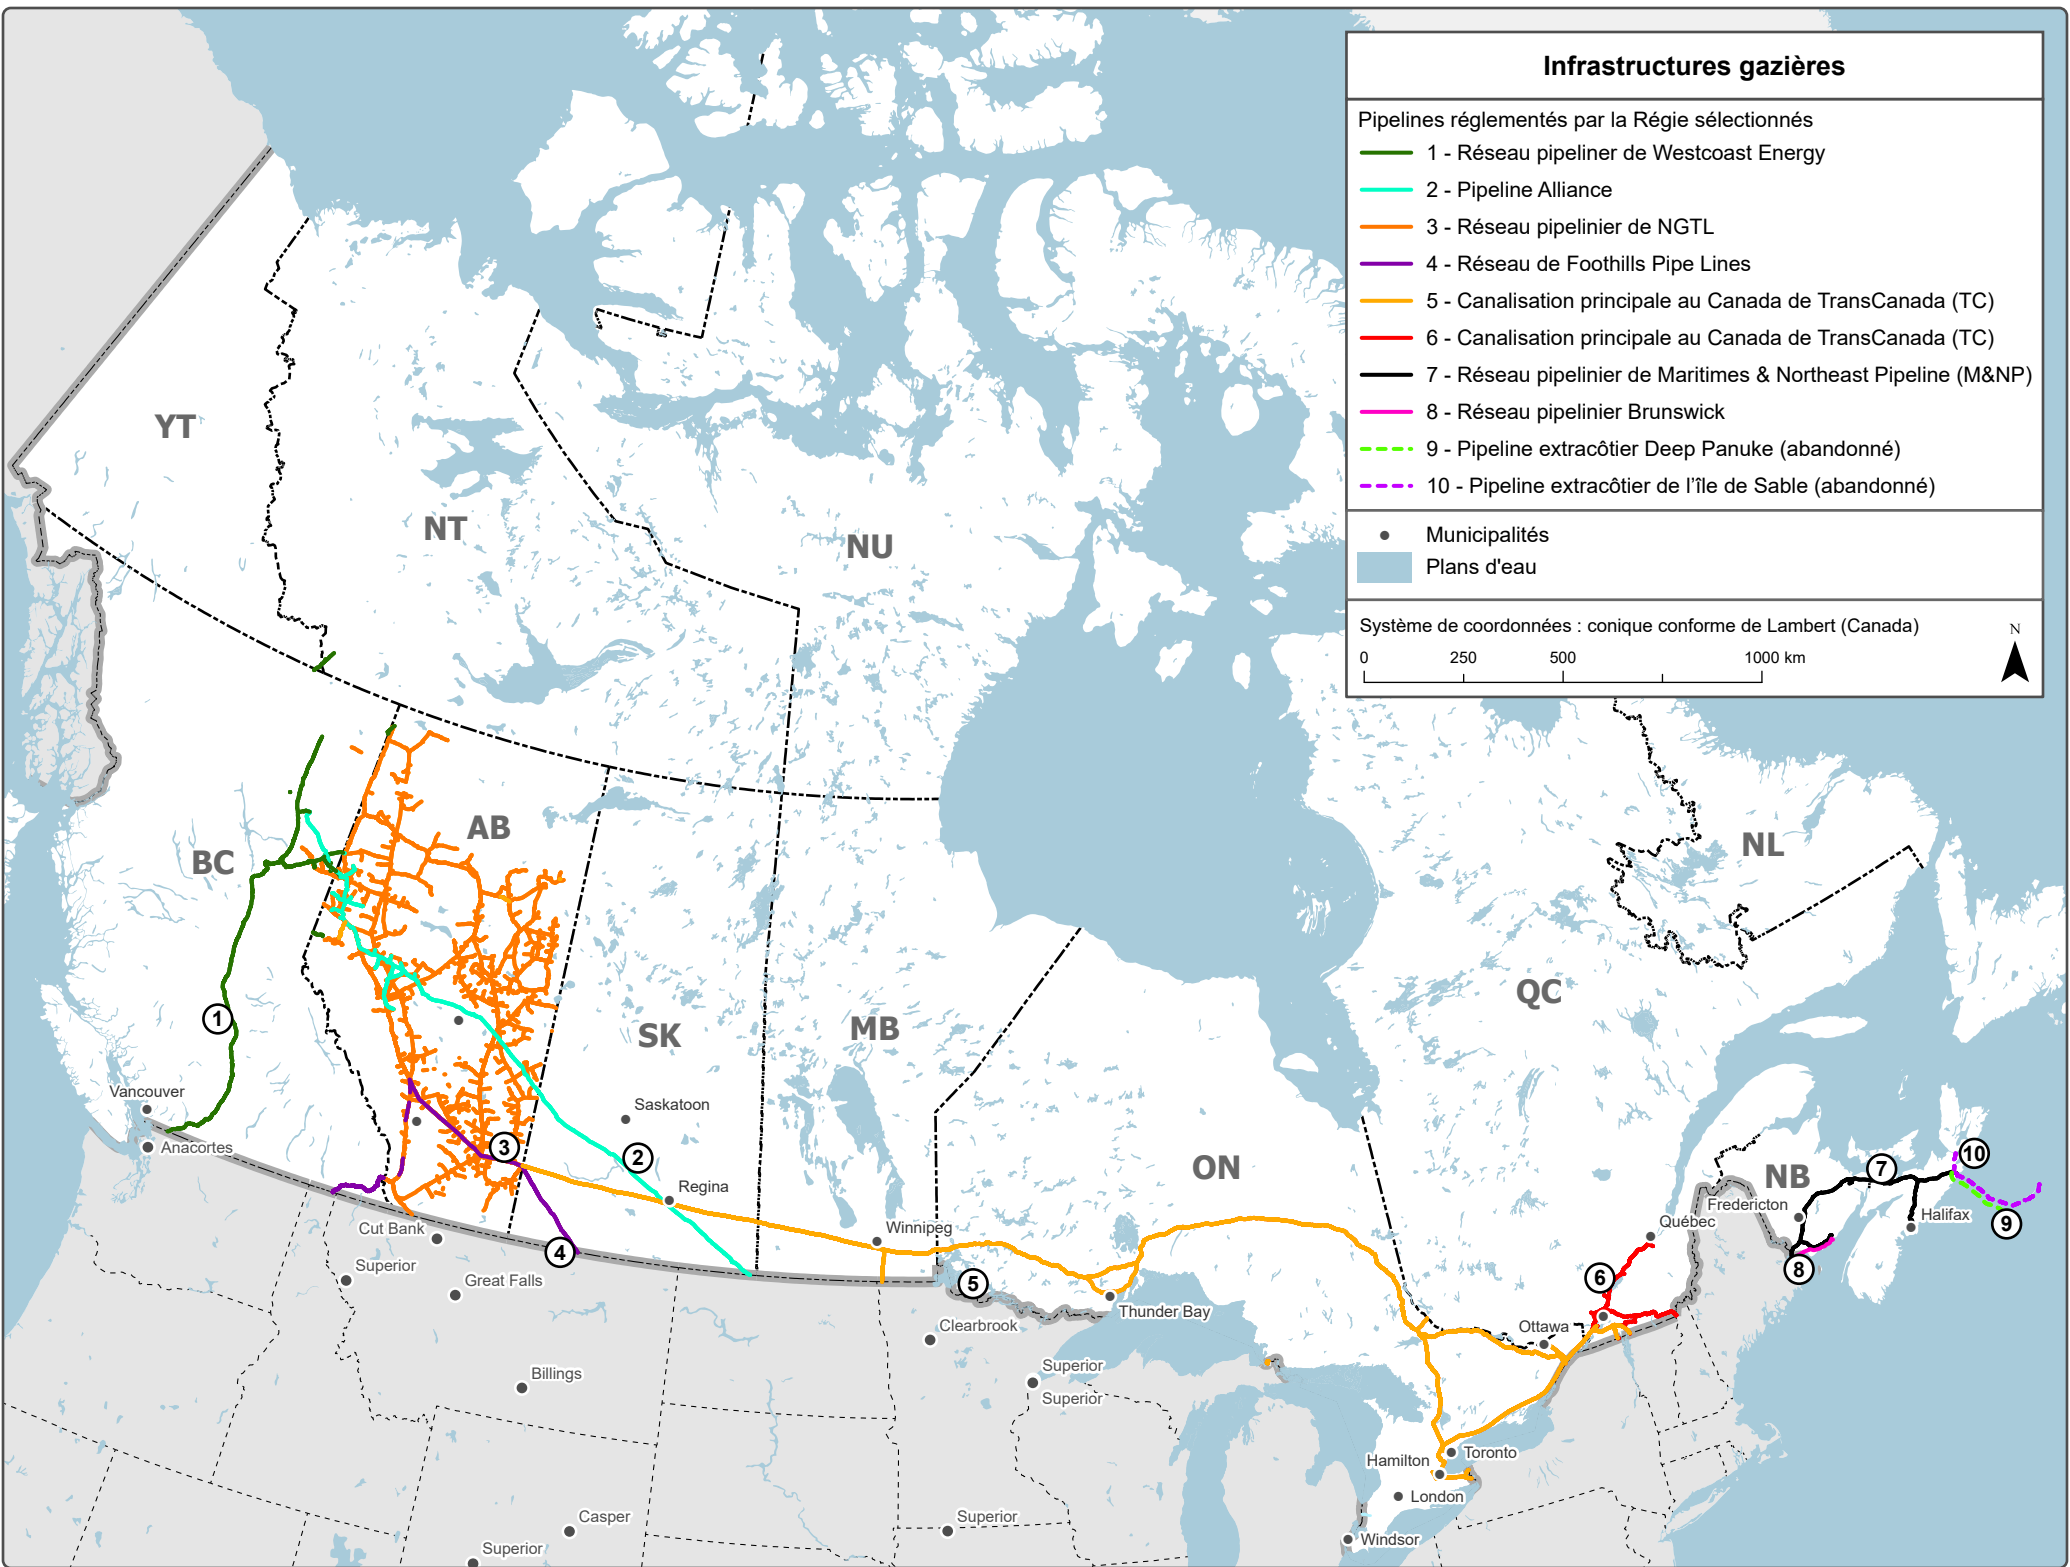 Infrastructures gazières
Pipelines réglementés par la Régie sélectionnés
1 - Réseau pipeliner de Westcoast Energy
2 - Pipeline Alliance
3 - Réseau pipelinier de NGTL
4 - Réseau de Foothills Pipe Lines
5 - Canalisation principale au Canada de TransCanada (TC)
6 - Canalisation principale au Canada de TransCanada (TC)
7 - Réseau pipelinier de Maritimes & Northeast Pipeline (M&NP)
8 - Réseau pipelinier Brunswick
9 - Pipeline extracôtier Deep Panuke (abandonné)
10 - Pipeline extracôtier de l'île de Sable (abandonné)
Municipalités
Plans d'eau
Système de coordonnées : conique conforme de Lambert (Canada)
N
0 250 500 1000 km
YT
NT
NU
AB
BC
NL
QC
SK
MB
1
Vancouver
Saskatoon
Anacortes
3
2
ON
NB
7
10
Regina
Fredericton
Halifax
9
Québec
Cut Bank
Winnipeg
4
8
Superior
Great Falls
5
6
Thunder Bay
Clearbrook
Ottawa
Billings
Superior
Superior
Toronto
Hamilton
London
Casper
Superior
Windsor
Superior